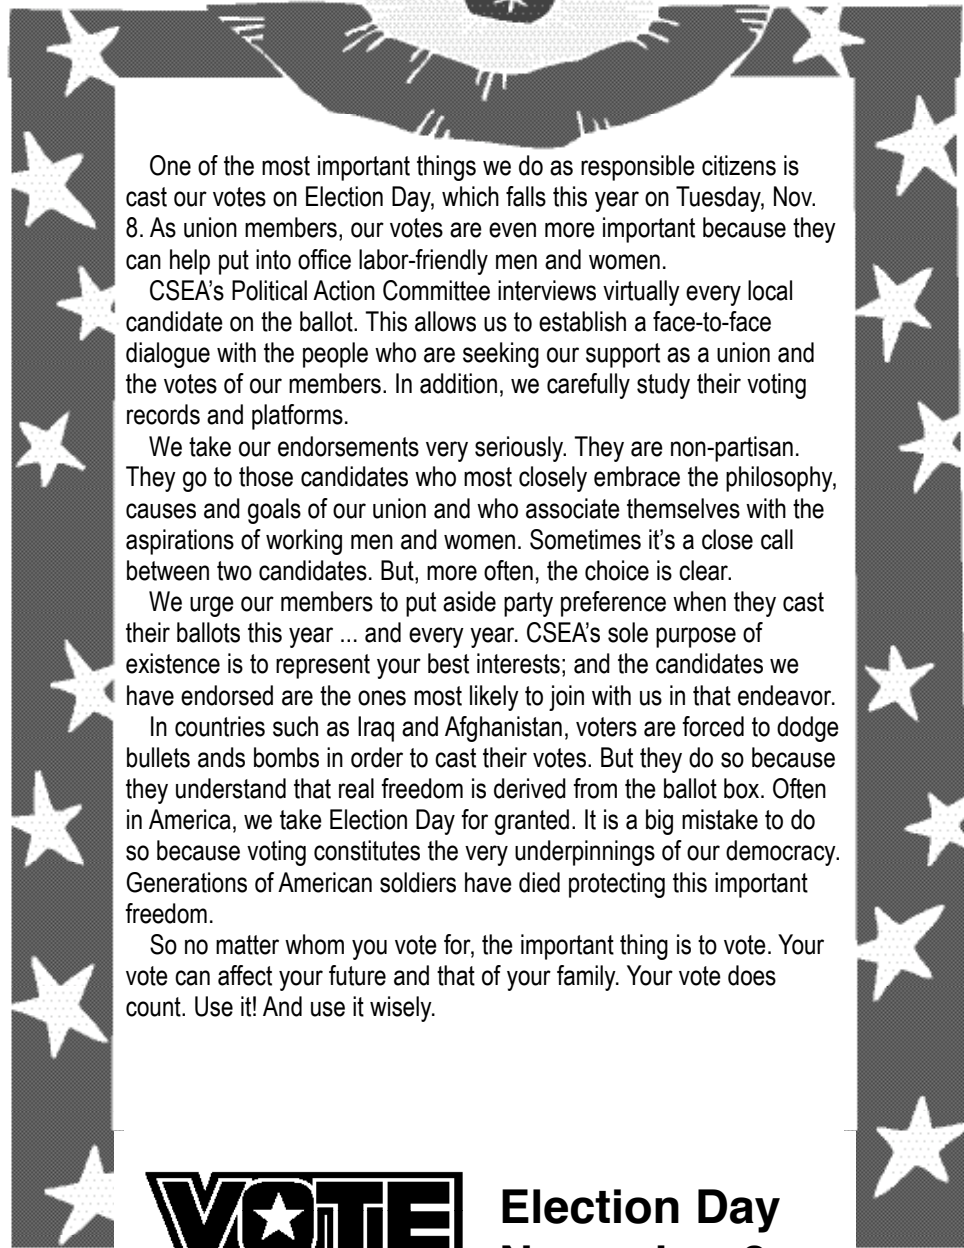 One of the most important things we do as responsible citizens is
cast our votes on Election Day, which falls this year on Tuesday, Nov.
8. As union members, our votes are even more important because they
can help put into office labor-friendly men and women.
CSEA’s Political Action Committee interviews virtually every local
candidate on the ballot. This allows us to establish a face-to-face
dialogue with the people who are seeking our support as a union and
the votes of our members. In addition, we carefully study their voting
records and platforms.
We take our endorsements very seriously. They are non-partisan.
They go to those candidates who most closely embrace the philosophy,
causes and goals of our union and who associate themselves with the
aspirations of working men and women. Sometimes it’s a close call
between two candidates. But, more often, the choice is clear.
We urge our members to put aside party preference when they cast
their ballots this year ... and every year. CSEA’s sole purpose of
existence is to represent your best interests; and the candidates we
have endorsed are the ones most likely to join with us in that endeavor.
In countries such as Iraq and Afghanistan, voters are forced to dodge
bullets ands bombs in order to cast their votes. But they do so because
they understand that real freedom is derived from the ballot box. Often
in America, we take Election Day for granted. It is a big mistake to do
so because voting constitutes the very underpinnings of our democracy.
Generations of American soldiers have died protecting this important
freedom.
So no matter whom you vote for, the important thing is to vote. Your
vote can affect your future and that of your family. Your vote does
count. Use it! And use it wisely.
VOTE
Election Day